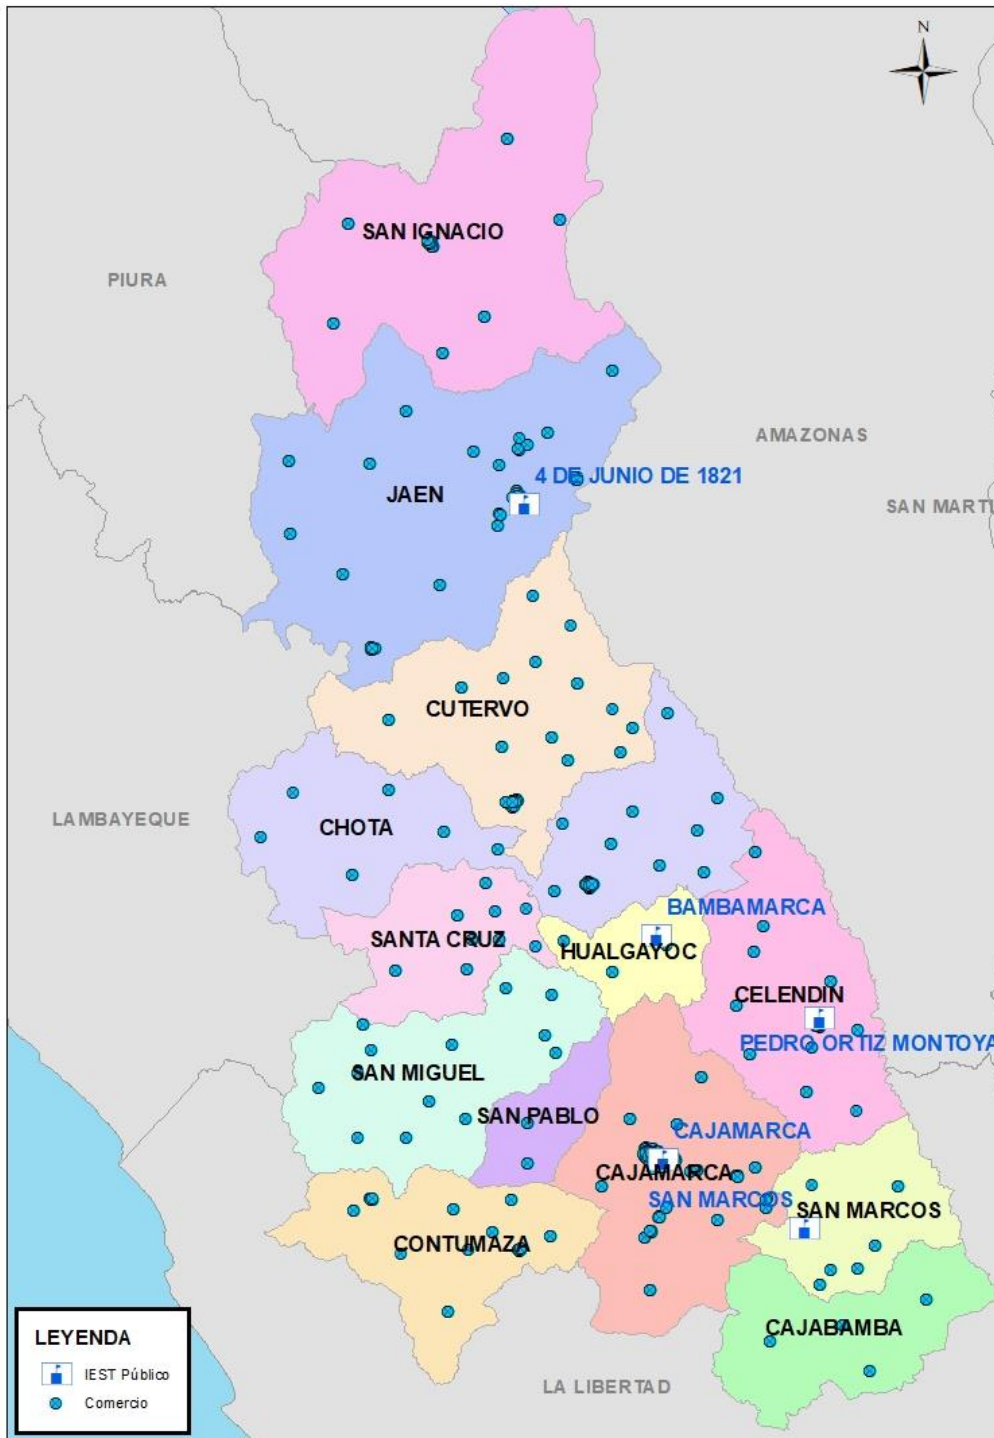 N
SAN IGNACIO
PIURA
AMAZONAS
4 DE JUNIO DE 1821
JAEN
CUTERVO
LAMBAYEQUE
CHOTA
BAMBAMARCA
SANTA CRUZ
HUALGAYOC
CELENDIN
PEDRO ORTIZ MONTOYA
SAN MIGUEL
SAN PABLO
CAJAMARCA
CAJAMARCA
SAN MARCOS
SAN MARCOS
CONTUMAZA
CAJABAMBA
LA LIBERTAD
LEYENDA
IEST Público
Comercio